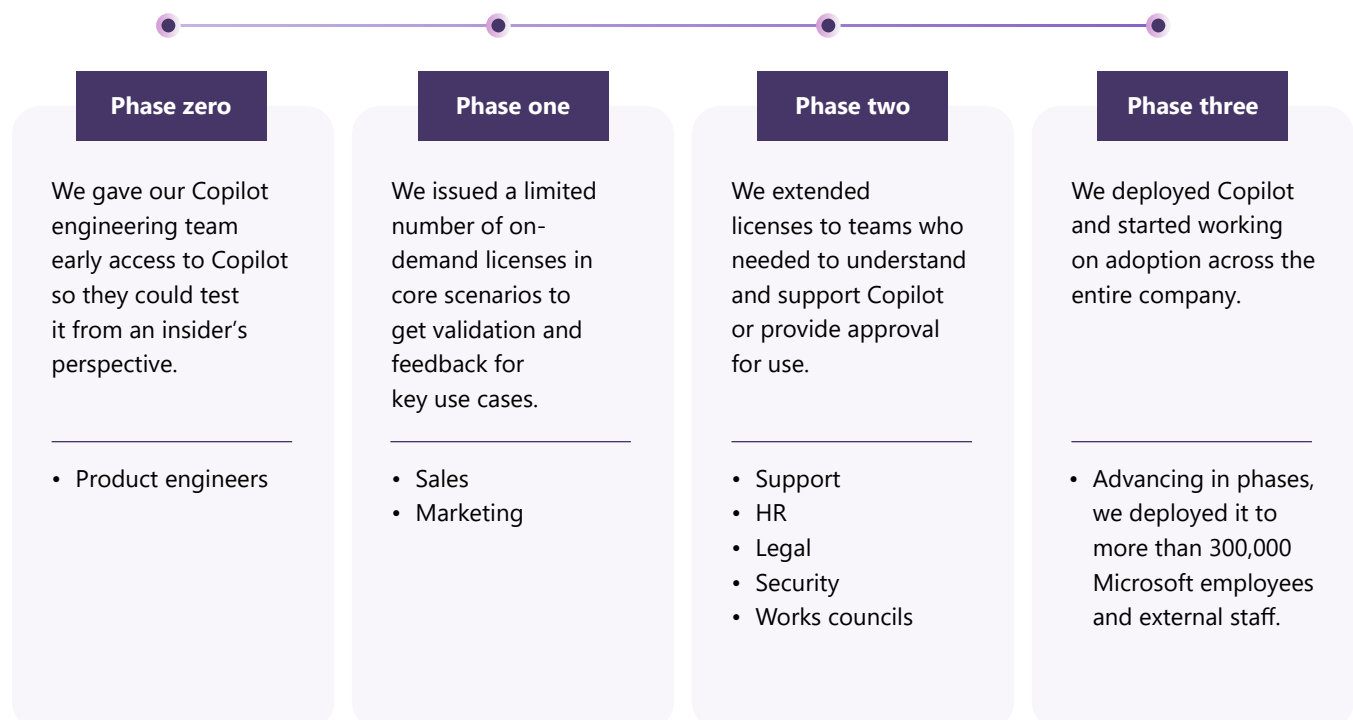 Phase zero
We gave our Copilot
engineering team
early access to Copilot
so they could test
it from an insider’s
perspective.
• Product engineers
Phase one
We issued a limited
number of on-
demand licenses in
core scenarios to
get validation and
feedback for
key use cases.
• Sales
• Marketing
Phase two
We extended
licenses to teams who
needed to understand
and support Copilot
or provide approval
for use.
• Support
• HR
• Legal
• Security
• Works councils
Phase three
We deployed Copilot
and started working
on adoption across the
entire company.
• Advancing in phases,
we deployed it to
more than 300,000
Microsoft employees
and external staff.